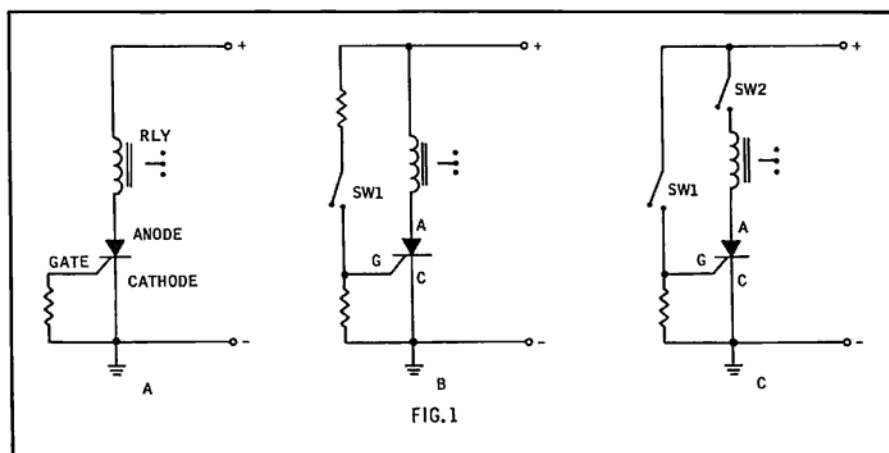 +
RLY
ANODE
GATE
CATHODE
-
A
+
SW1
A
G
C
-
B
+
SW2
SW1
A
G
C
-
C
FIG.1